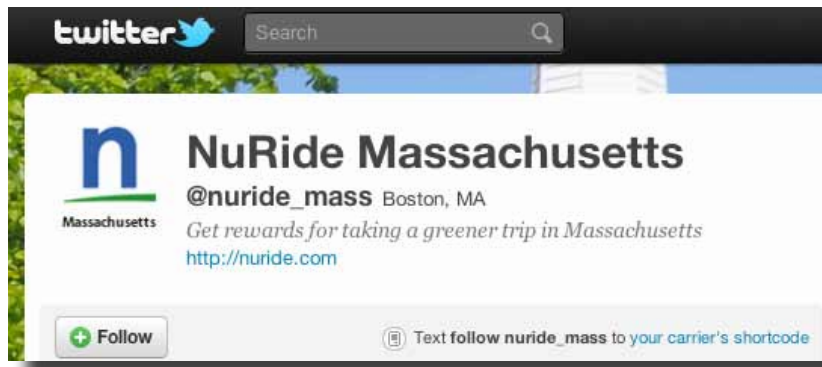 twitter
Search
n
Massachusetts
NuRide Massachusetts
@nuride_mass Boston, MA
Get rewards for taking a greener trip in Massachusetts
http://nuride.com
Follow
Text follow nuride_mass to your carrier's shortcode